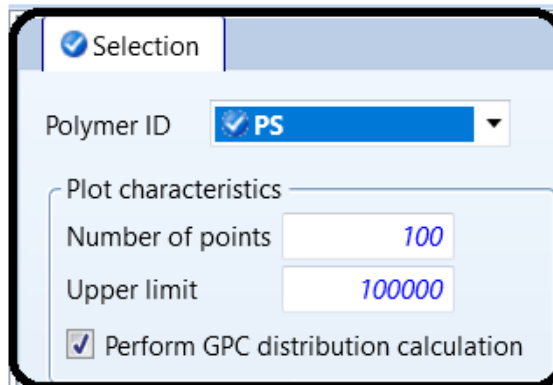 Selection
Polymer ID PS
Plot characteristics
Number of points 100
Upper limit 100000
Perform GPC distribution calculation